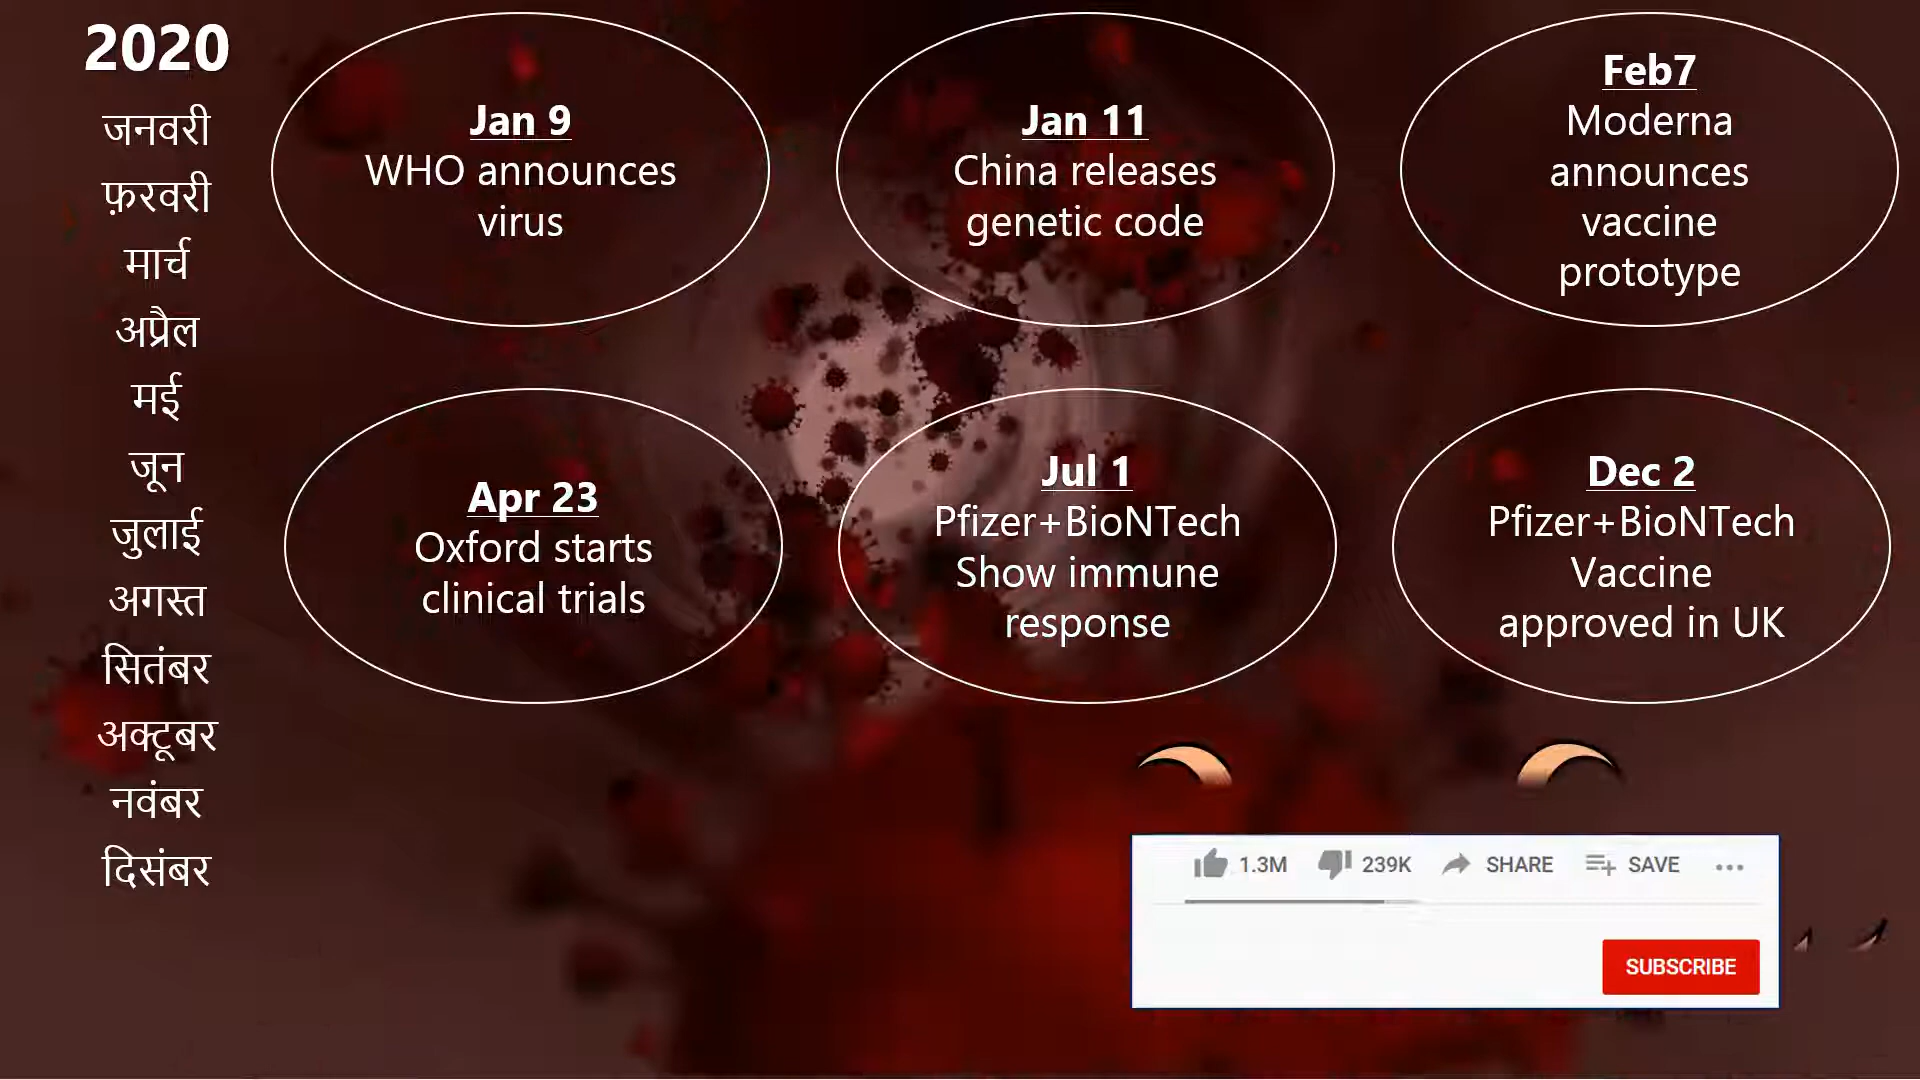 2020
जनवरी
फ़रवरी
मार्च
अप्रैल
मई
जून
जुलाई
अगस्त
सितंबर
अक्टूबर
नवंबर
दिसंबर
Jan 9
WHO announces
virus
Jan 11
China releases
genetic code
Feb7
Moderna
announces
vaccine
prototype
Apr 23
Oxford starts
clinical trials
Jul 1
Pfizer+BioNTech
Show immune
response
Dec 2
Pfizer+BioNTech
Vaccine
approved in UK
1.3M 239K SHARE SAVE
SUBSCRIBE